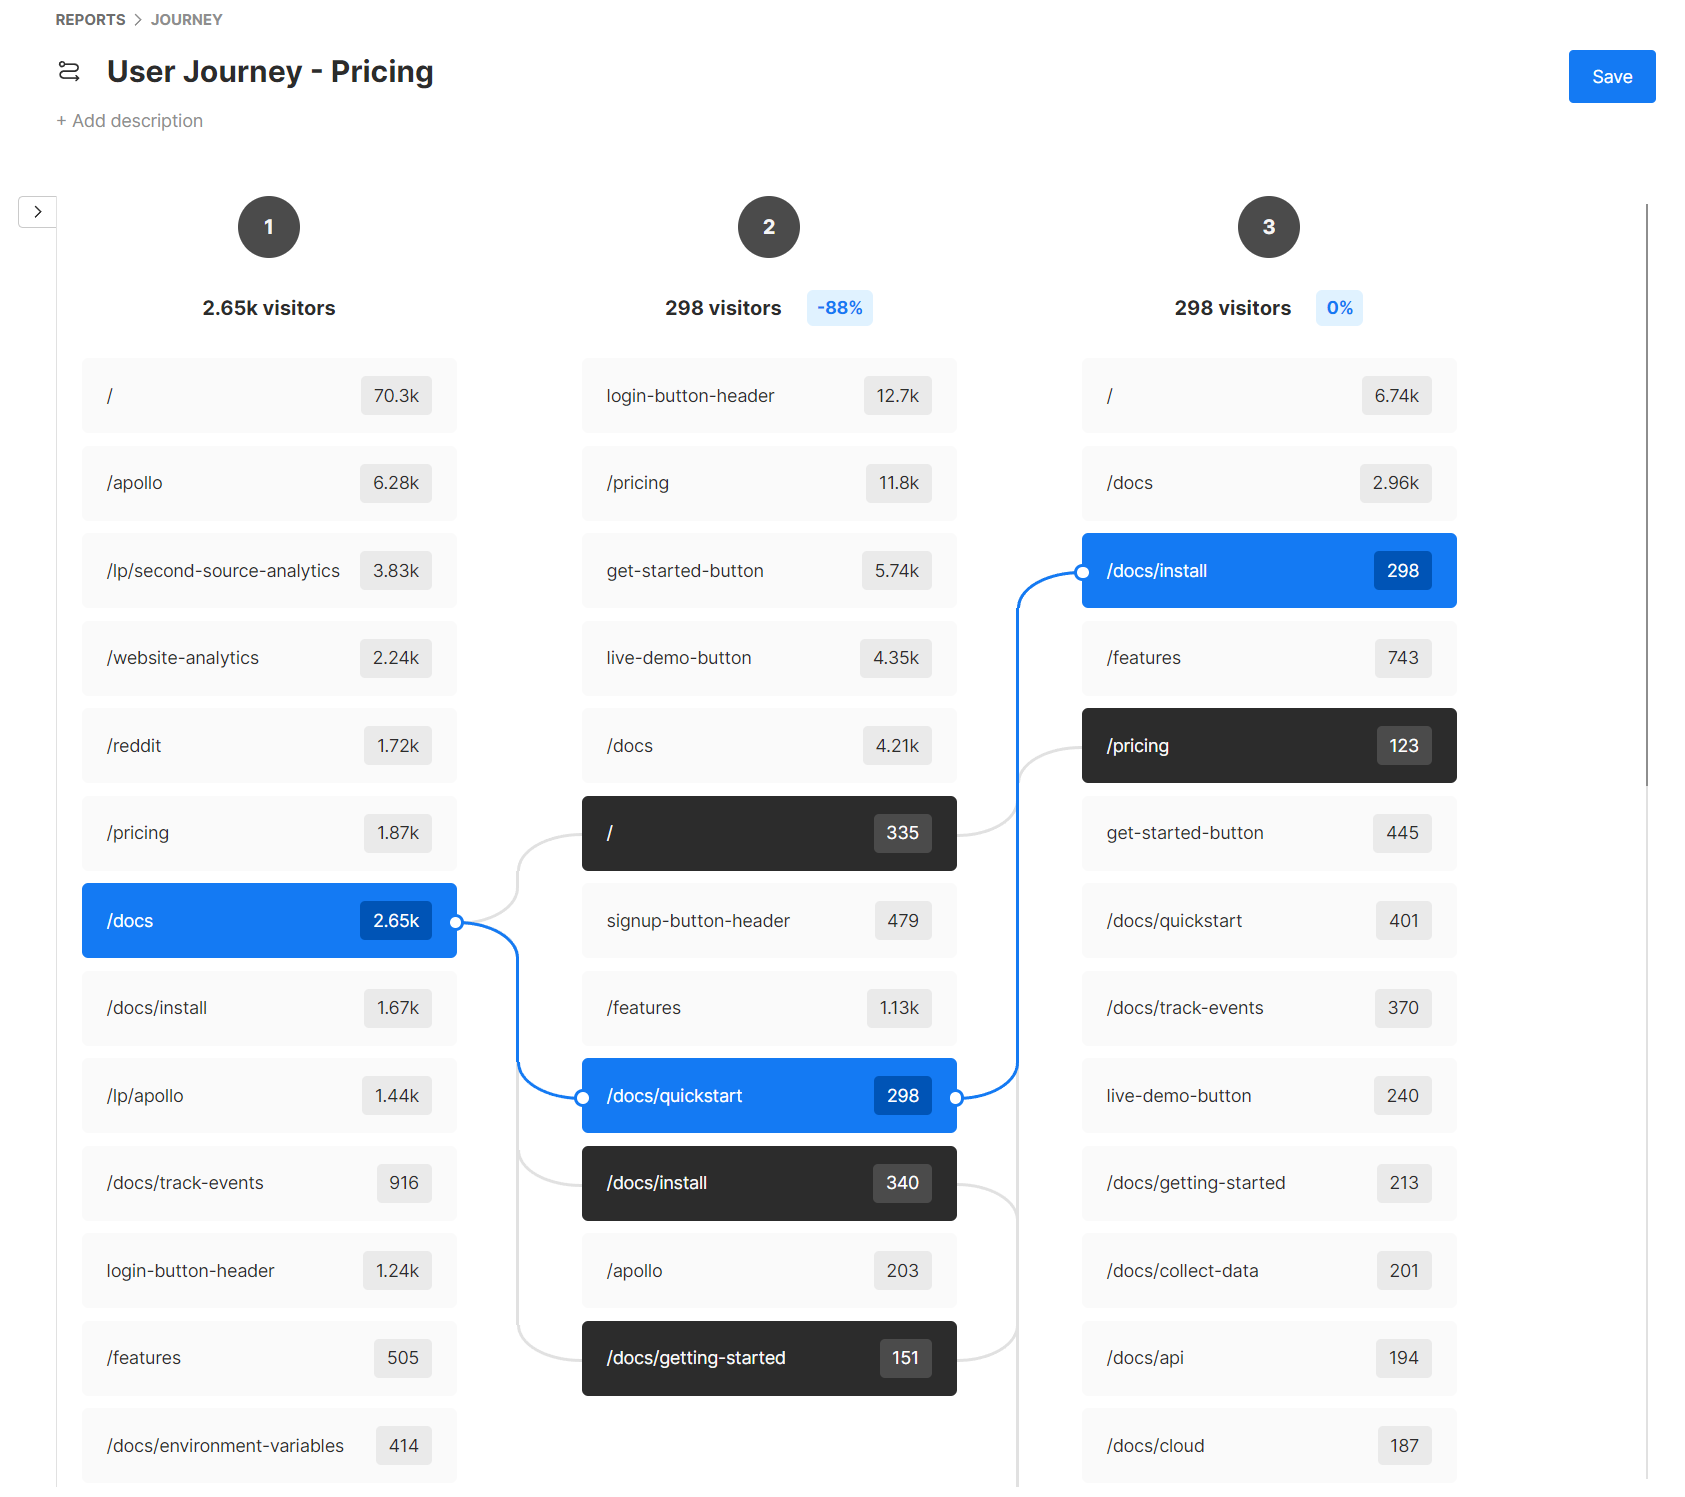 REPORTS > JOURNEY
User Journey - Pricing
Save
+ Add description
1
2.65k visitors
/ 70.3k
/apollo 6.28k
/lp/second-source-analytics 3.83k
/website-analytics 2.24k
/reddit 1.72k
/pricing 1.87k
/docs 2.65k
/docs/install 1.67k
/lp/apollo 1.44k
/docs/track-events 916
login-button-header 1.24k
/features 505
/docs/environment-variables 414
2
298 visitors -88%
login-button-header 12.7k
/pricing 11.8k
get-started-button 5.74k
live-demo-button 4.35k
/docs 4.21k
/ 335
signup-button-header 479
/features 1.13k
/docs/quickstart 298
/docs/install 340
/apollo 203
/docs/getting-started 151
3
298 visitors 0%
/ 6.74k
/docs 2.96k
/docs/install 298
/features 743
/pricing 123
get-started-button 445
/docs/quickstart 401
/docs/track-events 370
live-demo-button 240
/docs/getting-started 213
/docs/collect-data 201
/docs/api 194
/docs/cloud 187